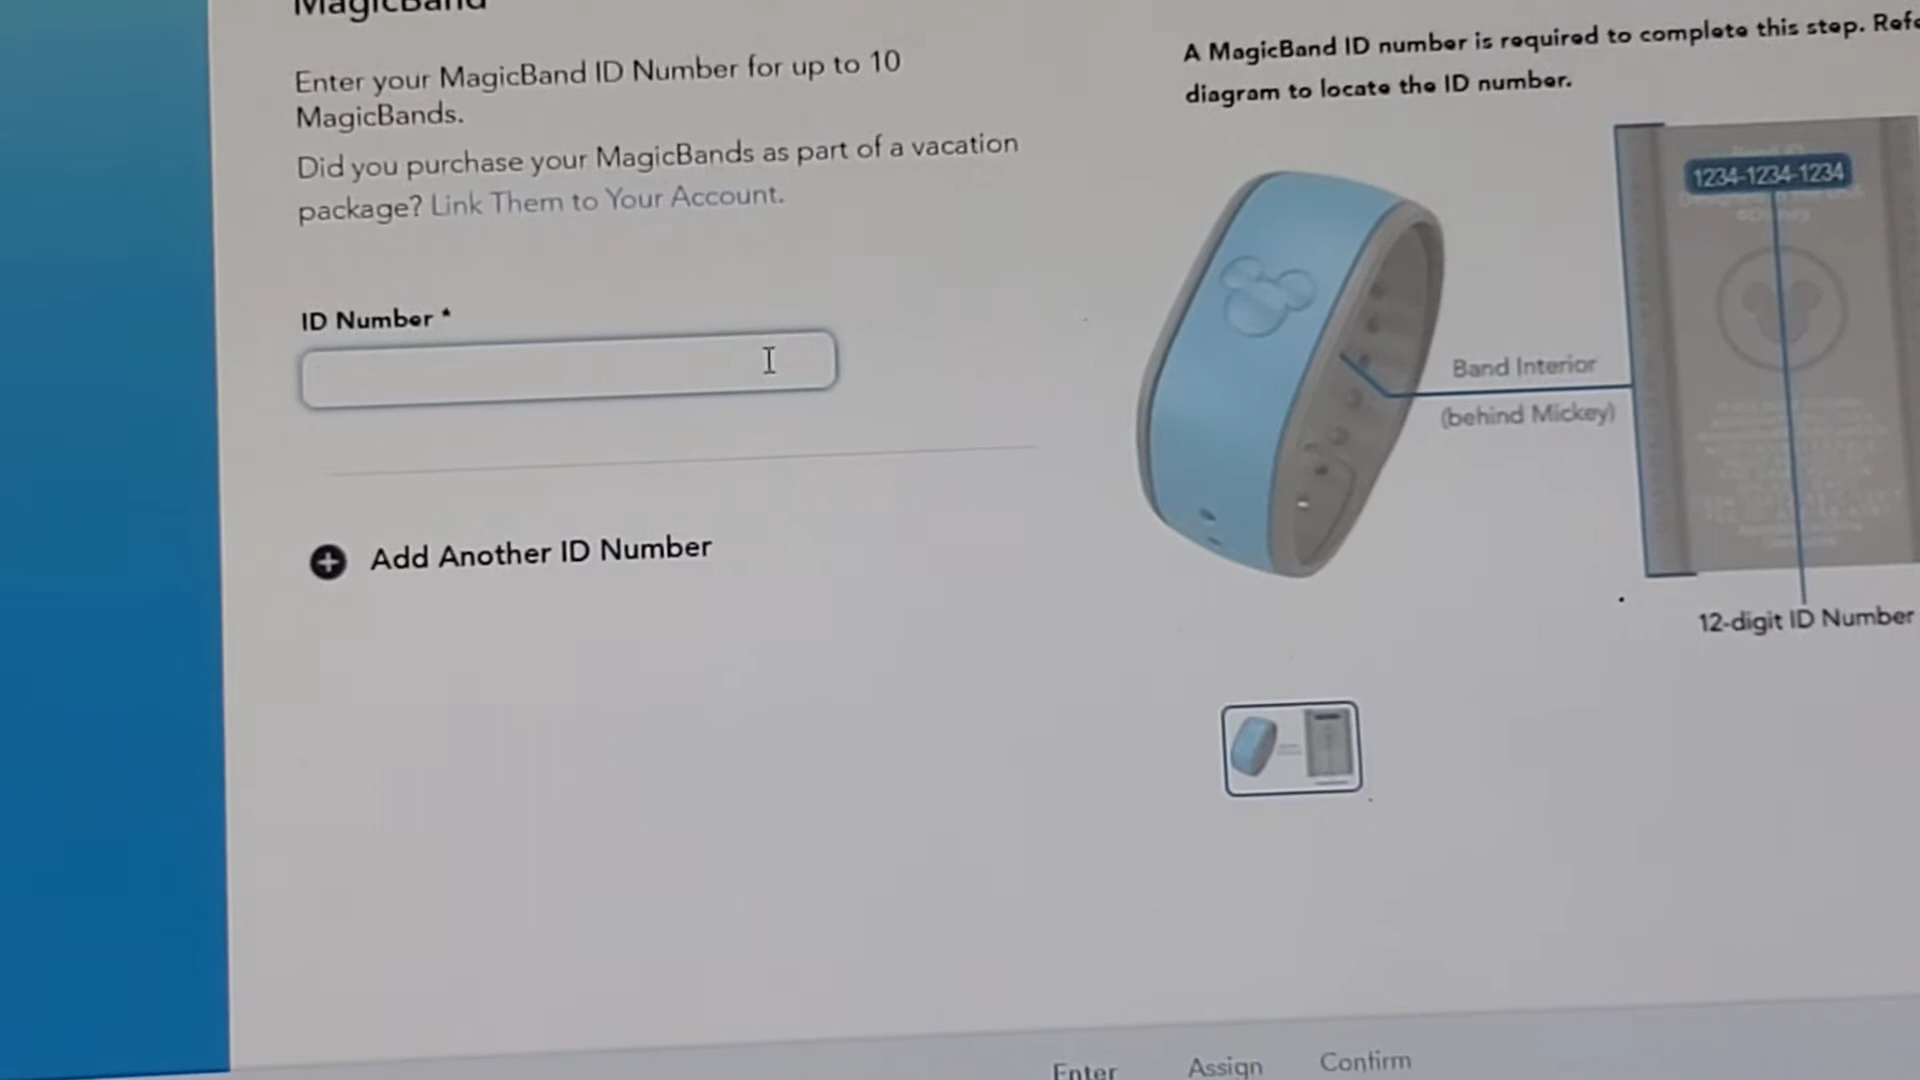 MagicBand
Enter your MagicBand ID Number for up to 10
MagicBands.
Did you purchase your MagicBands as part of a vacation
package? Link Them to Your Account.
ID Number *
Add Another ID Number
A MagicBand ID number is required to complete this step. Refe
diagram to locate the ID number.
1234-1234-1234
Band Interior
(behind Mickey)
12-digit ID Number
Enter
Assign
Confirm